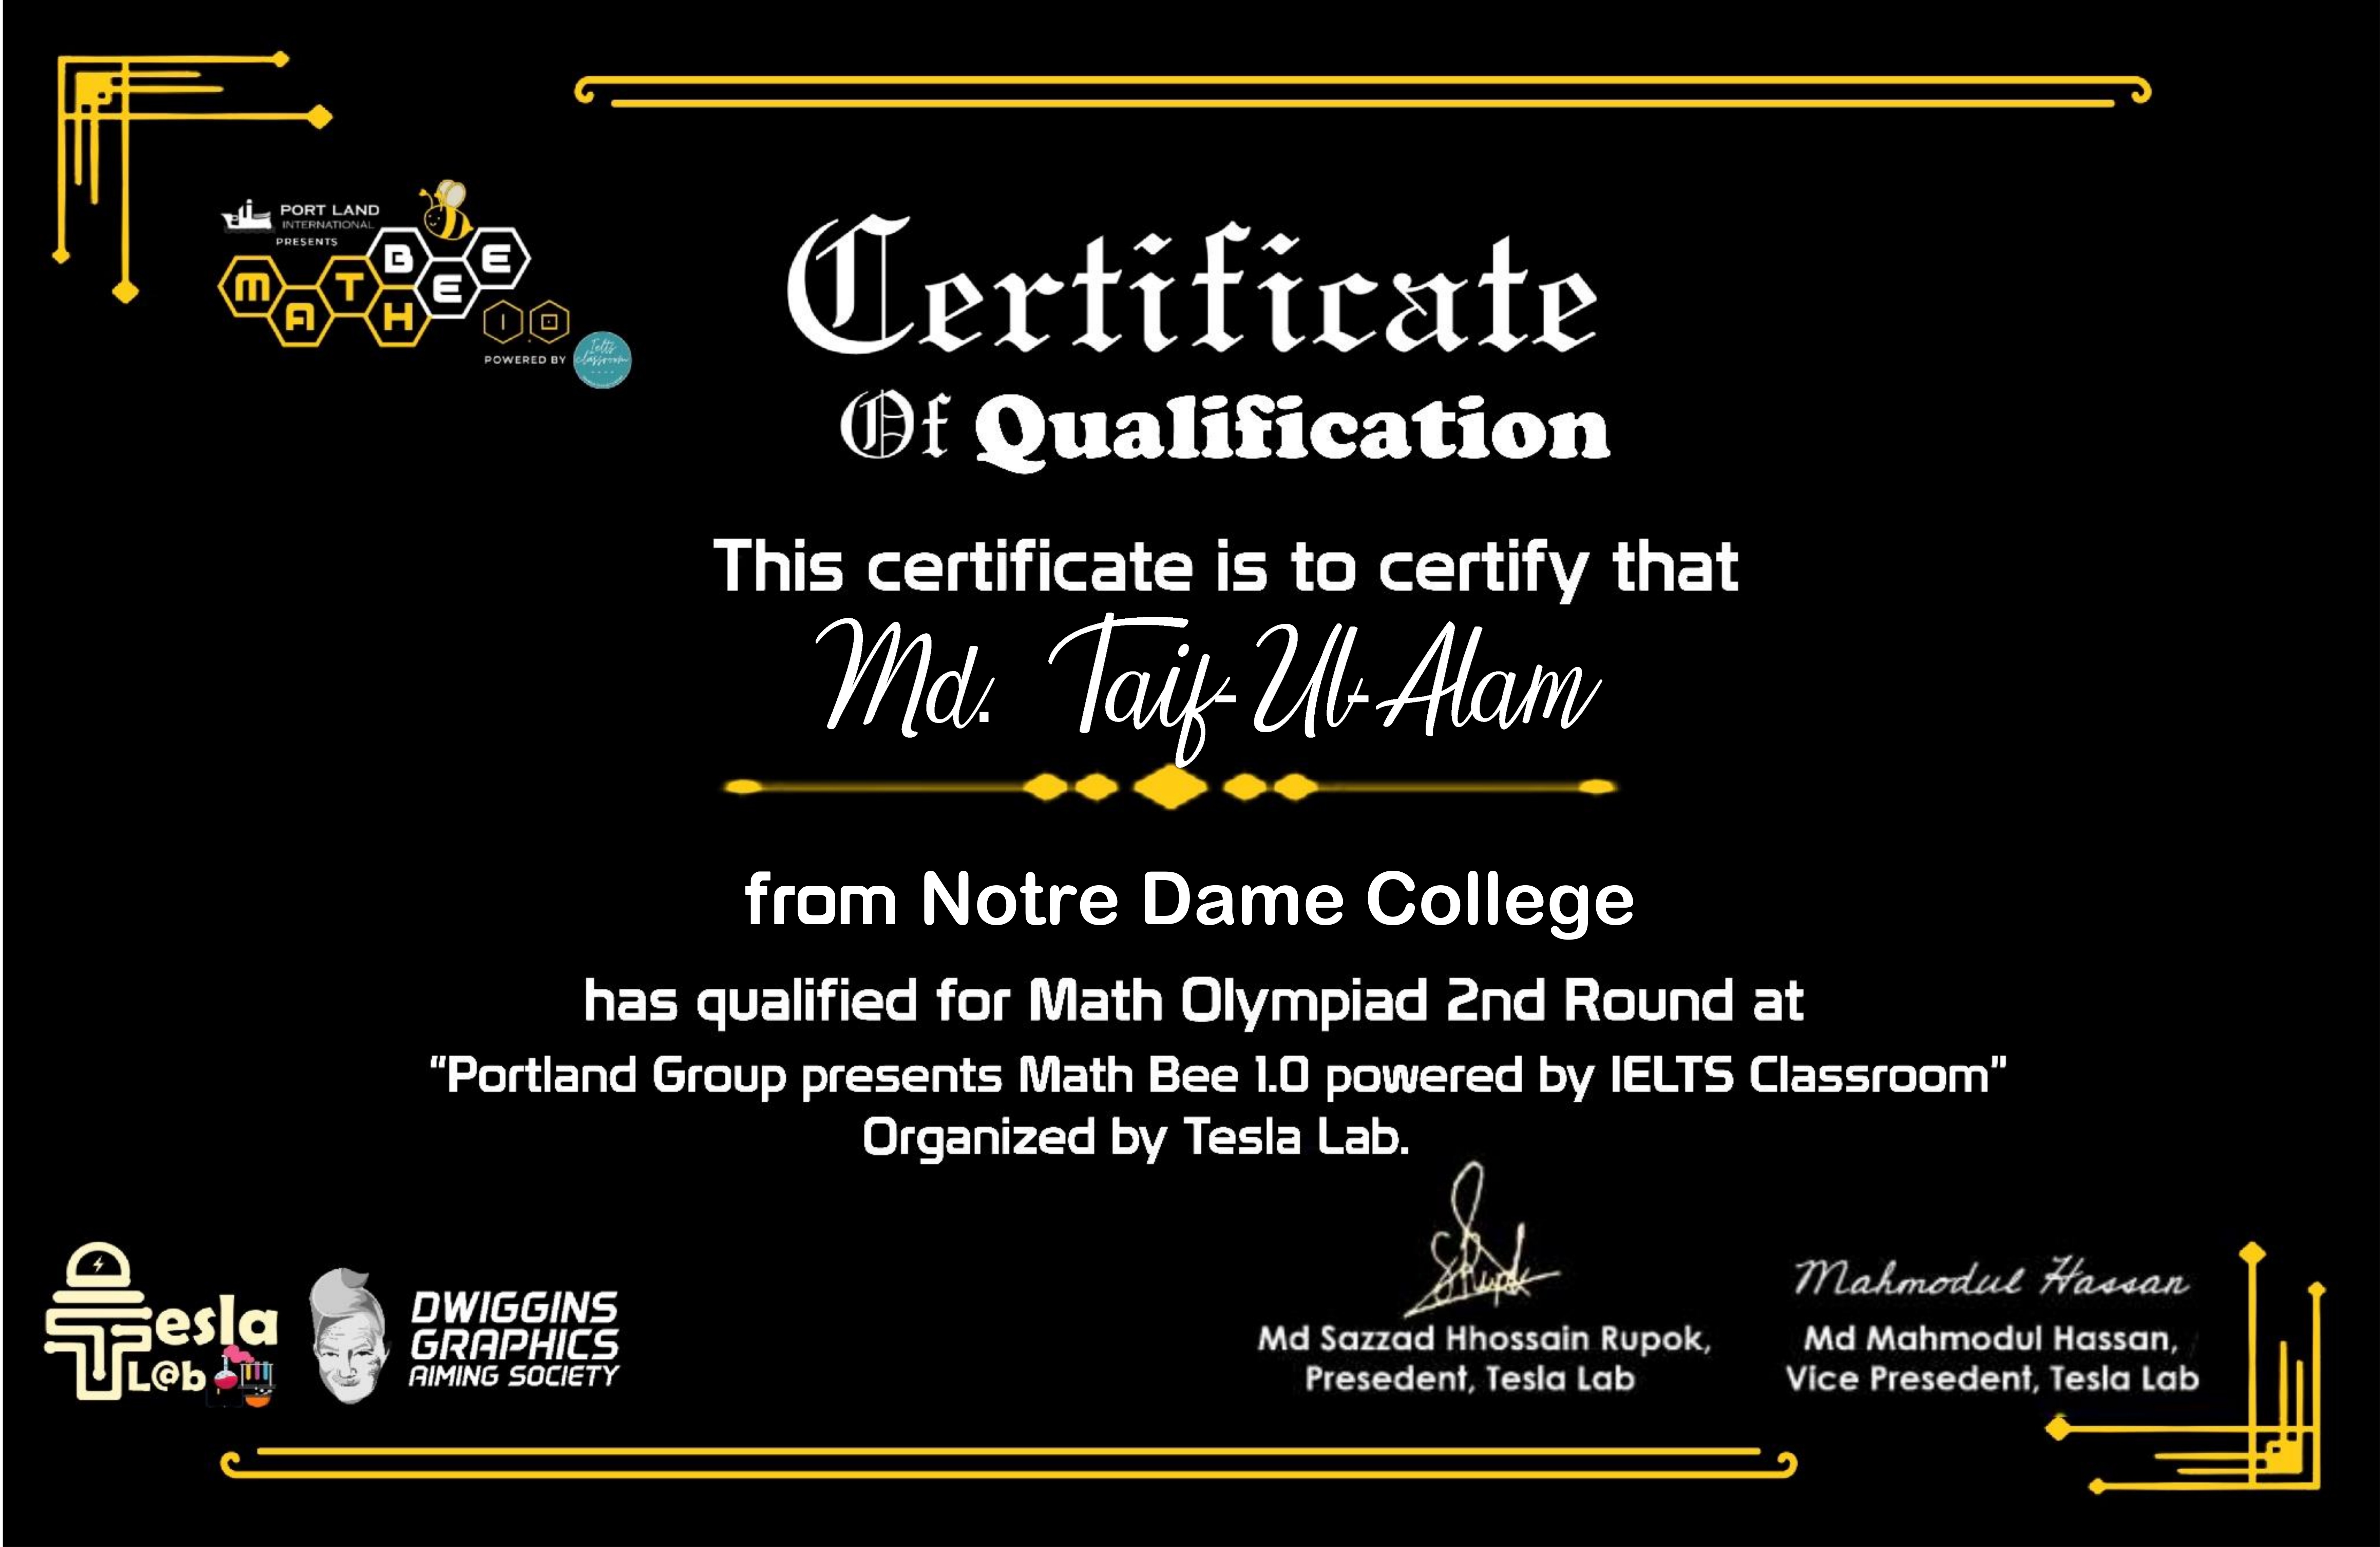 PORT LAND
INTERNATIONAL
PRESENTS
MATH BEE
1.0
POWERED BY
Ielts classroom
Certificate
Of Qualification
This certificate is to certify that
Md. Taif-Ul-Alam
from Notre Dame College
has qualified for Math Olympiad 2nd Round at
“Portland Group presents Math Bee 1.0 powered by IELTS Classroom”
Organized by Tesla Lab.
Tesla
L@b
DWIGGINS
GRAPHICS
AIMING SOCIETY
Md Sazzad Hhossain Rupok,
Presedent, Tesla Lab
Mahmodul Hassan
Md Mahmodul Hassan,
Vice Presedent, Tesla Lab